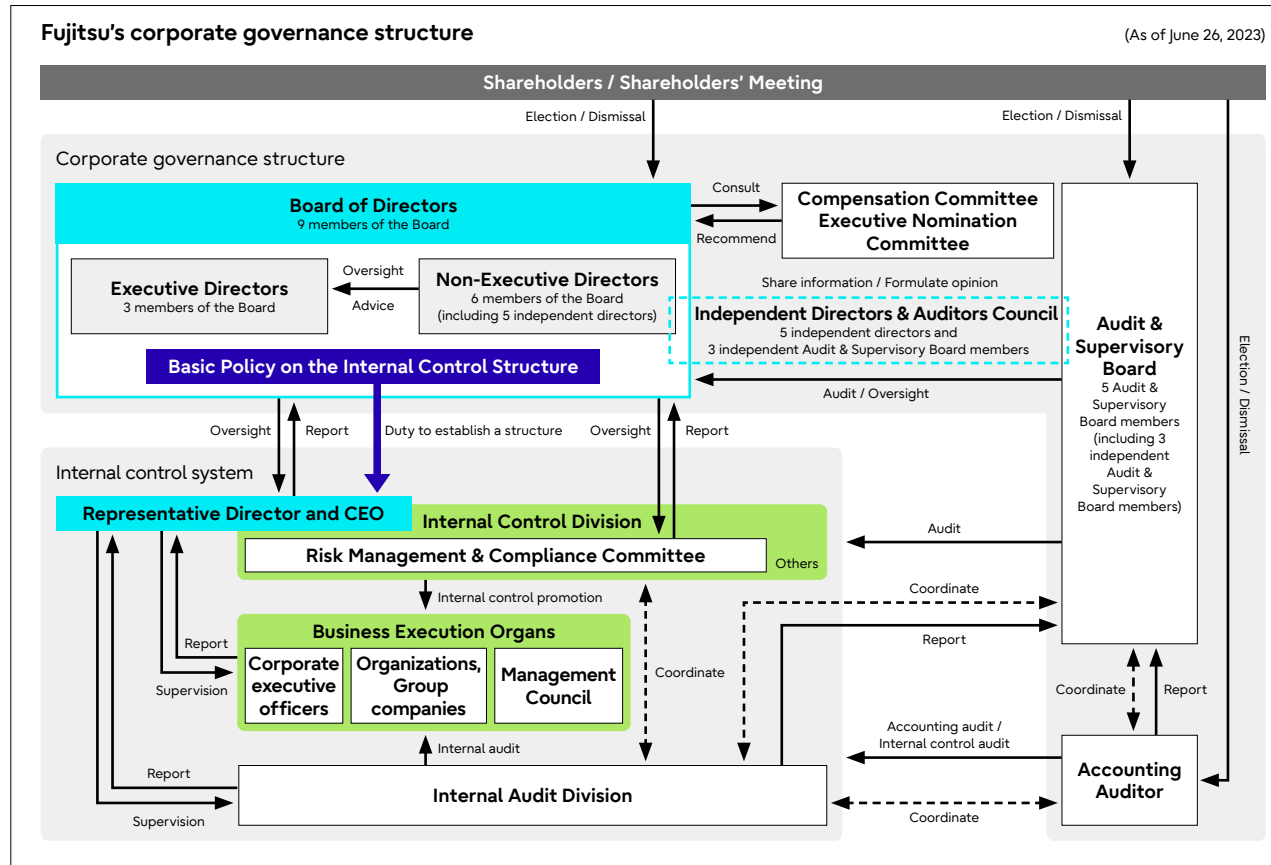 Fujitsu's corporate governance structure
(As of June 26, 2023)
Shareholders / Shareholders' Meeting
Election / Dismissal
Election / Dismissal
Corporate governance structure
Board of Directors
9 members of the Board
Consult
Recommend
Compensation Committee
Executive Nomination
Committee
Executive Directors
3 members of the Board
Oversight
Advice
Non-Executive Directors
6 members of the Board
(including 5 independent directors)
Share information / Formulate opinion
Independent Directors & Auditors Council
5 independent directors and
3 independent Audit & Supervisory Board members
Basic Policy on the Internal Control Structure
Audit / Oversight
Audit &
Supervisory
Board
5 Audit &
Supervisory
Board members
(including 3
independent
Audit &
Supervisory
Board members)
Election / Dismissal
Oversight
Report
Duty to establish a structure
Oversight
Report
Internal control system
Representative Director and CEO
Internal Control Division
Risk Management & Compliance Committee
Others
Audit
Internal control promotion
Coordinate
Report
Business Execution Organs
Corporate
executive
officers
Organizations,
Group
companies
Management
Council
Report
Supervision
Coordinate
Coordinate
Report
Internal audit
Accounting audit /
Internal control audit
Report
Supervision
Internal Audit Division
Coordinate
Accounting
Auditor